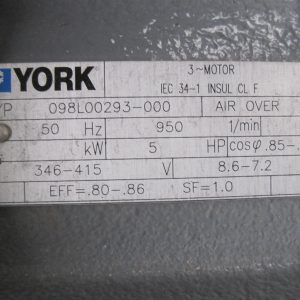 YORK
3~MOTOR
IEC 34-1 INSUL CL F
YP 098L00293-000 AIR OVER
50 Hz 950 1/min
kW 5 HP cosφ .85-.
346-415 V 8.6-7.2
EFF=.80-.86 SF=1.0